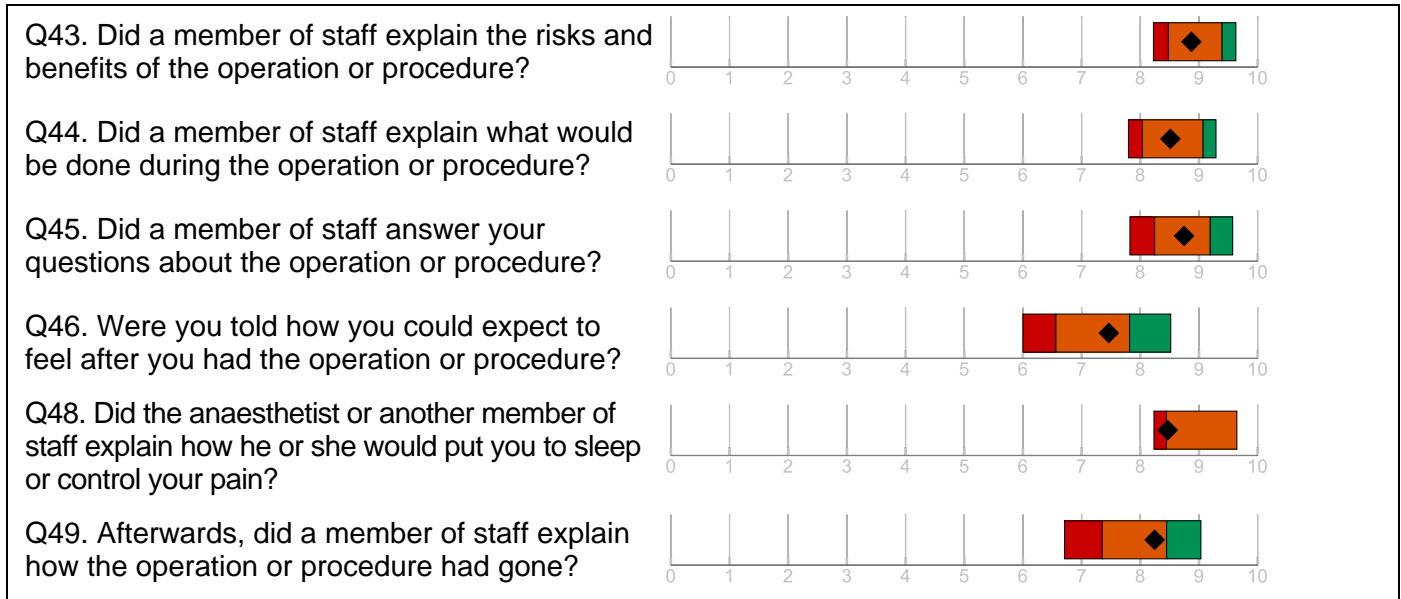 Q43. Did a member of staff explain the risks and
benefits of the operation or procedure?
0 1 2 3 4 5 6 7 8 9 10
Q44. Did a member of staff explain what would
be done during the operation or procedure?
0 1 2 3 4 5 6 7 8 9 10
Q45. Did a member of staff answer your
questions about the operation or procedure?
0 1 2 3 4 5 6 7 8 9 10
Q46. Were you told how you could expect to
feel after you had the operation or procedure?
0 1 2 3 4 5 6 7 8 9 10
Q48. Did the anaesthetist or another member of
staff explain how he or she would put you to sleep
or control your pain?
0 1 2 3 4 5 6 7 8 9 10
Q49. Afterwards, did a member of staff explain
how the operation or procedure had gone?
0 1 2 3 4 5 6 7 8 9 10